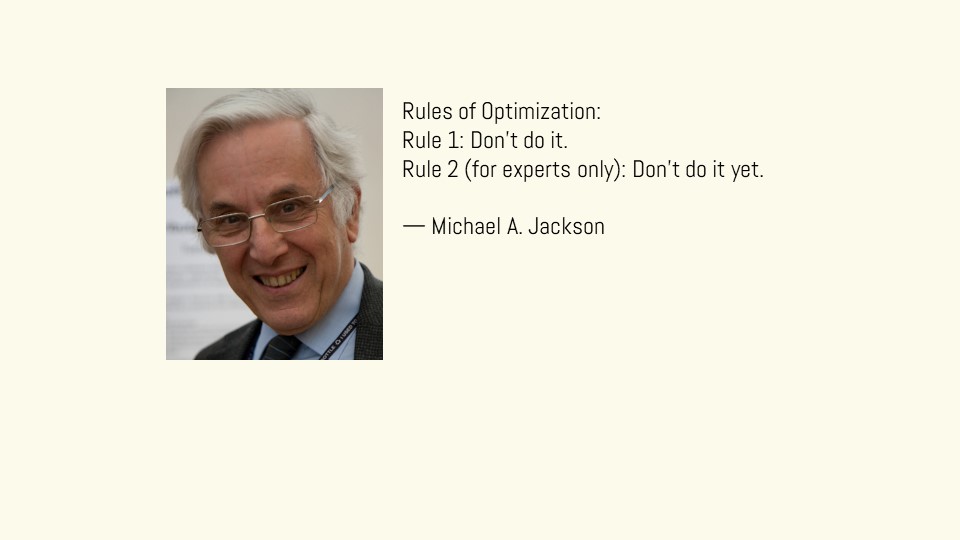 Rules of Optimization:
Rule 1: Don't do it.
Rule 2 (for experts only): Don't do it yet.
— Michael A. Jackson